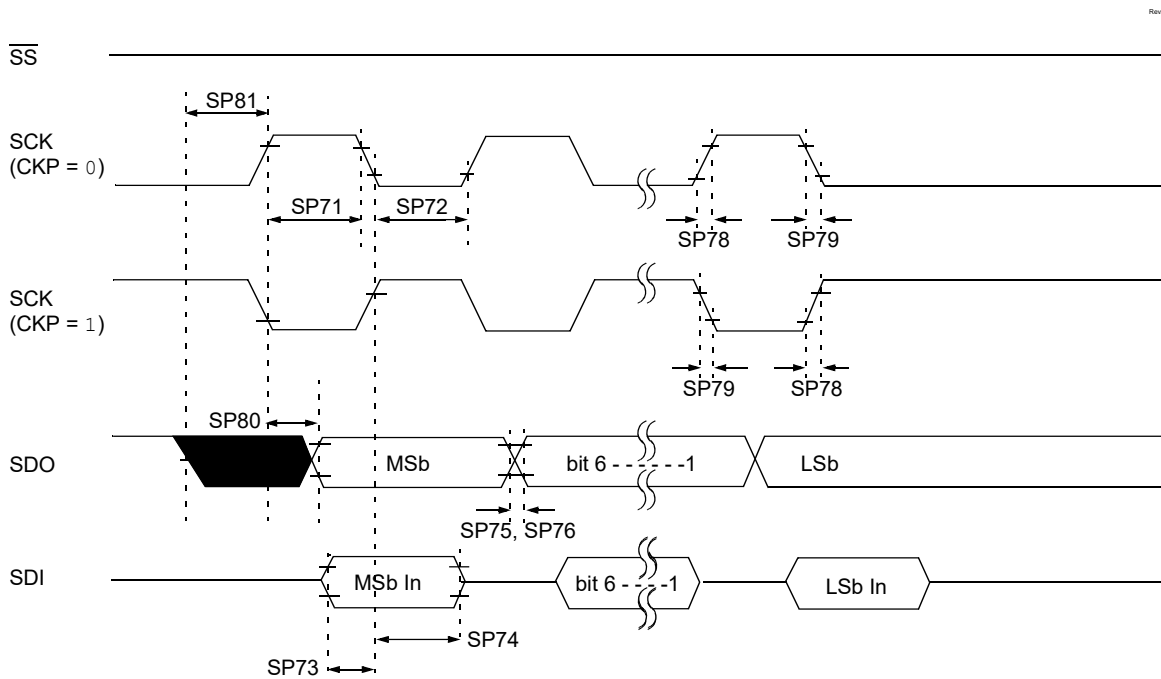 Rev
SS
SP81
SCK
(CKP = 0)
SP71
SP72
SP78
SP79
SCK
(CKP = 1)
SP79
SP78
SP80
SDO
MSb
bit 6 - - - - - -1
LSb
SP75, SP76
SDI
MSb In
bit 6 - - - - -1
LSb In
SP74
SP73